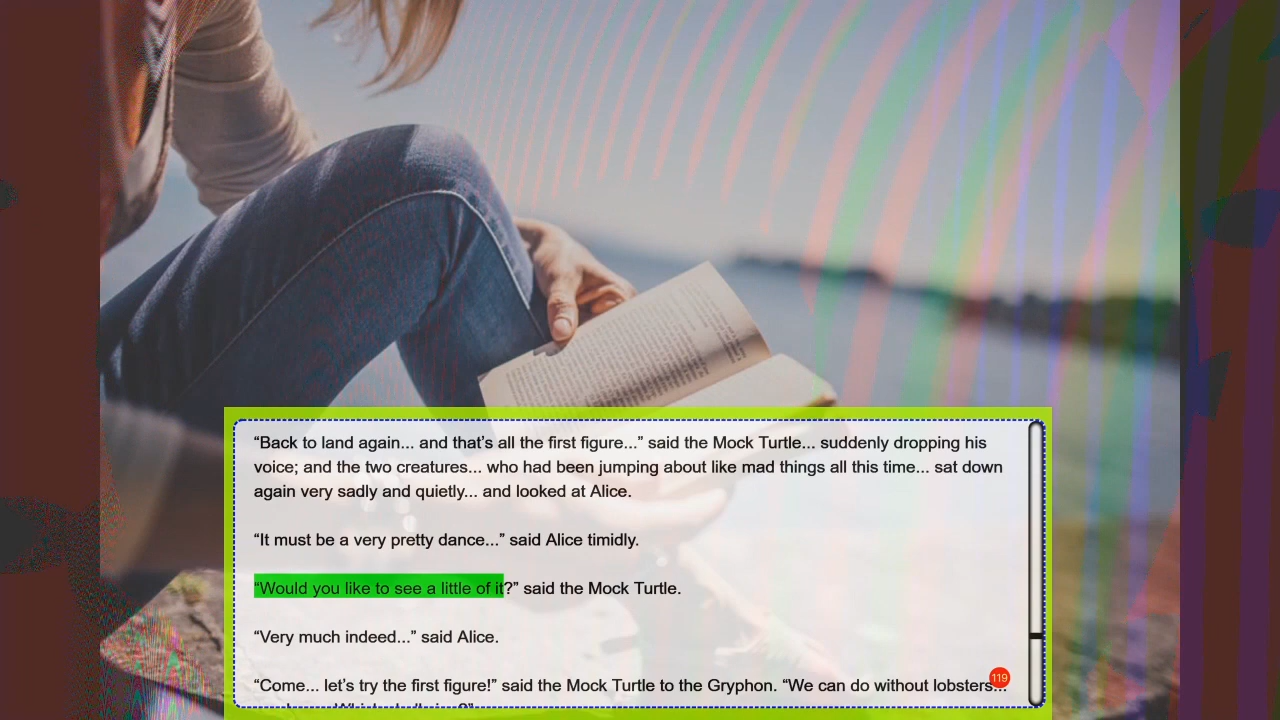 “Back to land again... and that’s all the first figure...” said the Mock Turtle... suddenly dropping his
voice; and the two creatures... who had been jumping about like mad things all this time... sat down
again very sadly and quietly... and looked at Alice.
“It must be a very pretty dance...” said Alice timidly.
“Would you like to see a little of it?” said the Mock Turtle.
“Very much indeed...” said Alice.
“Come... let’s try the first figure!” said the Mock Turtle to the Gryphon. “We can do without lobsters...
119